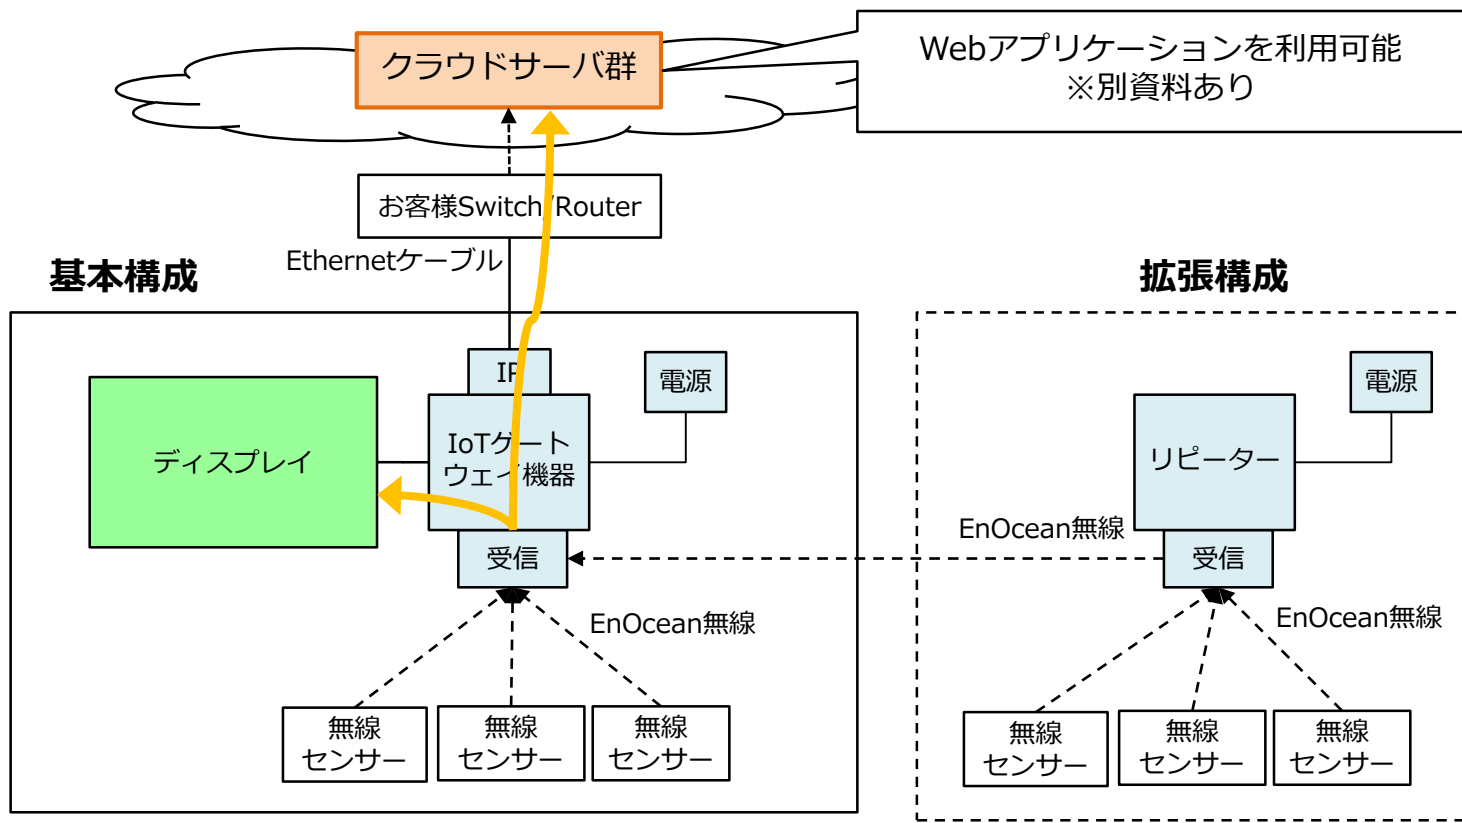 クラウドサーバ群
Webアプリケーションを利用可能
※別資料あり
お客様Switch/Router
Ethernetケーブル
基本構成
拡張構成
IP
電源
ディスプレイ
IoTゲート
ウェイ機器
受信
EnOcean無線
無線
センサー
無線
センサー
無線
センサー
電源
リピーター
EnOcean無線
受信
EnOcean無線
無線
センサー
無線
センサー
無線
センサー